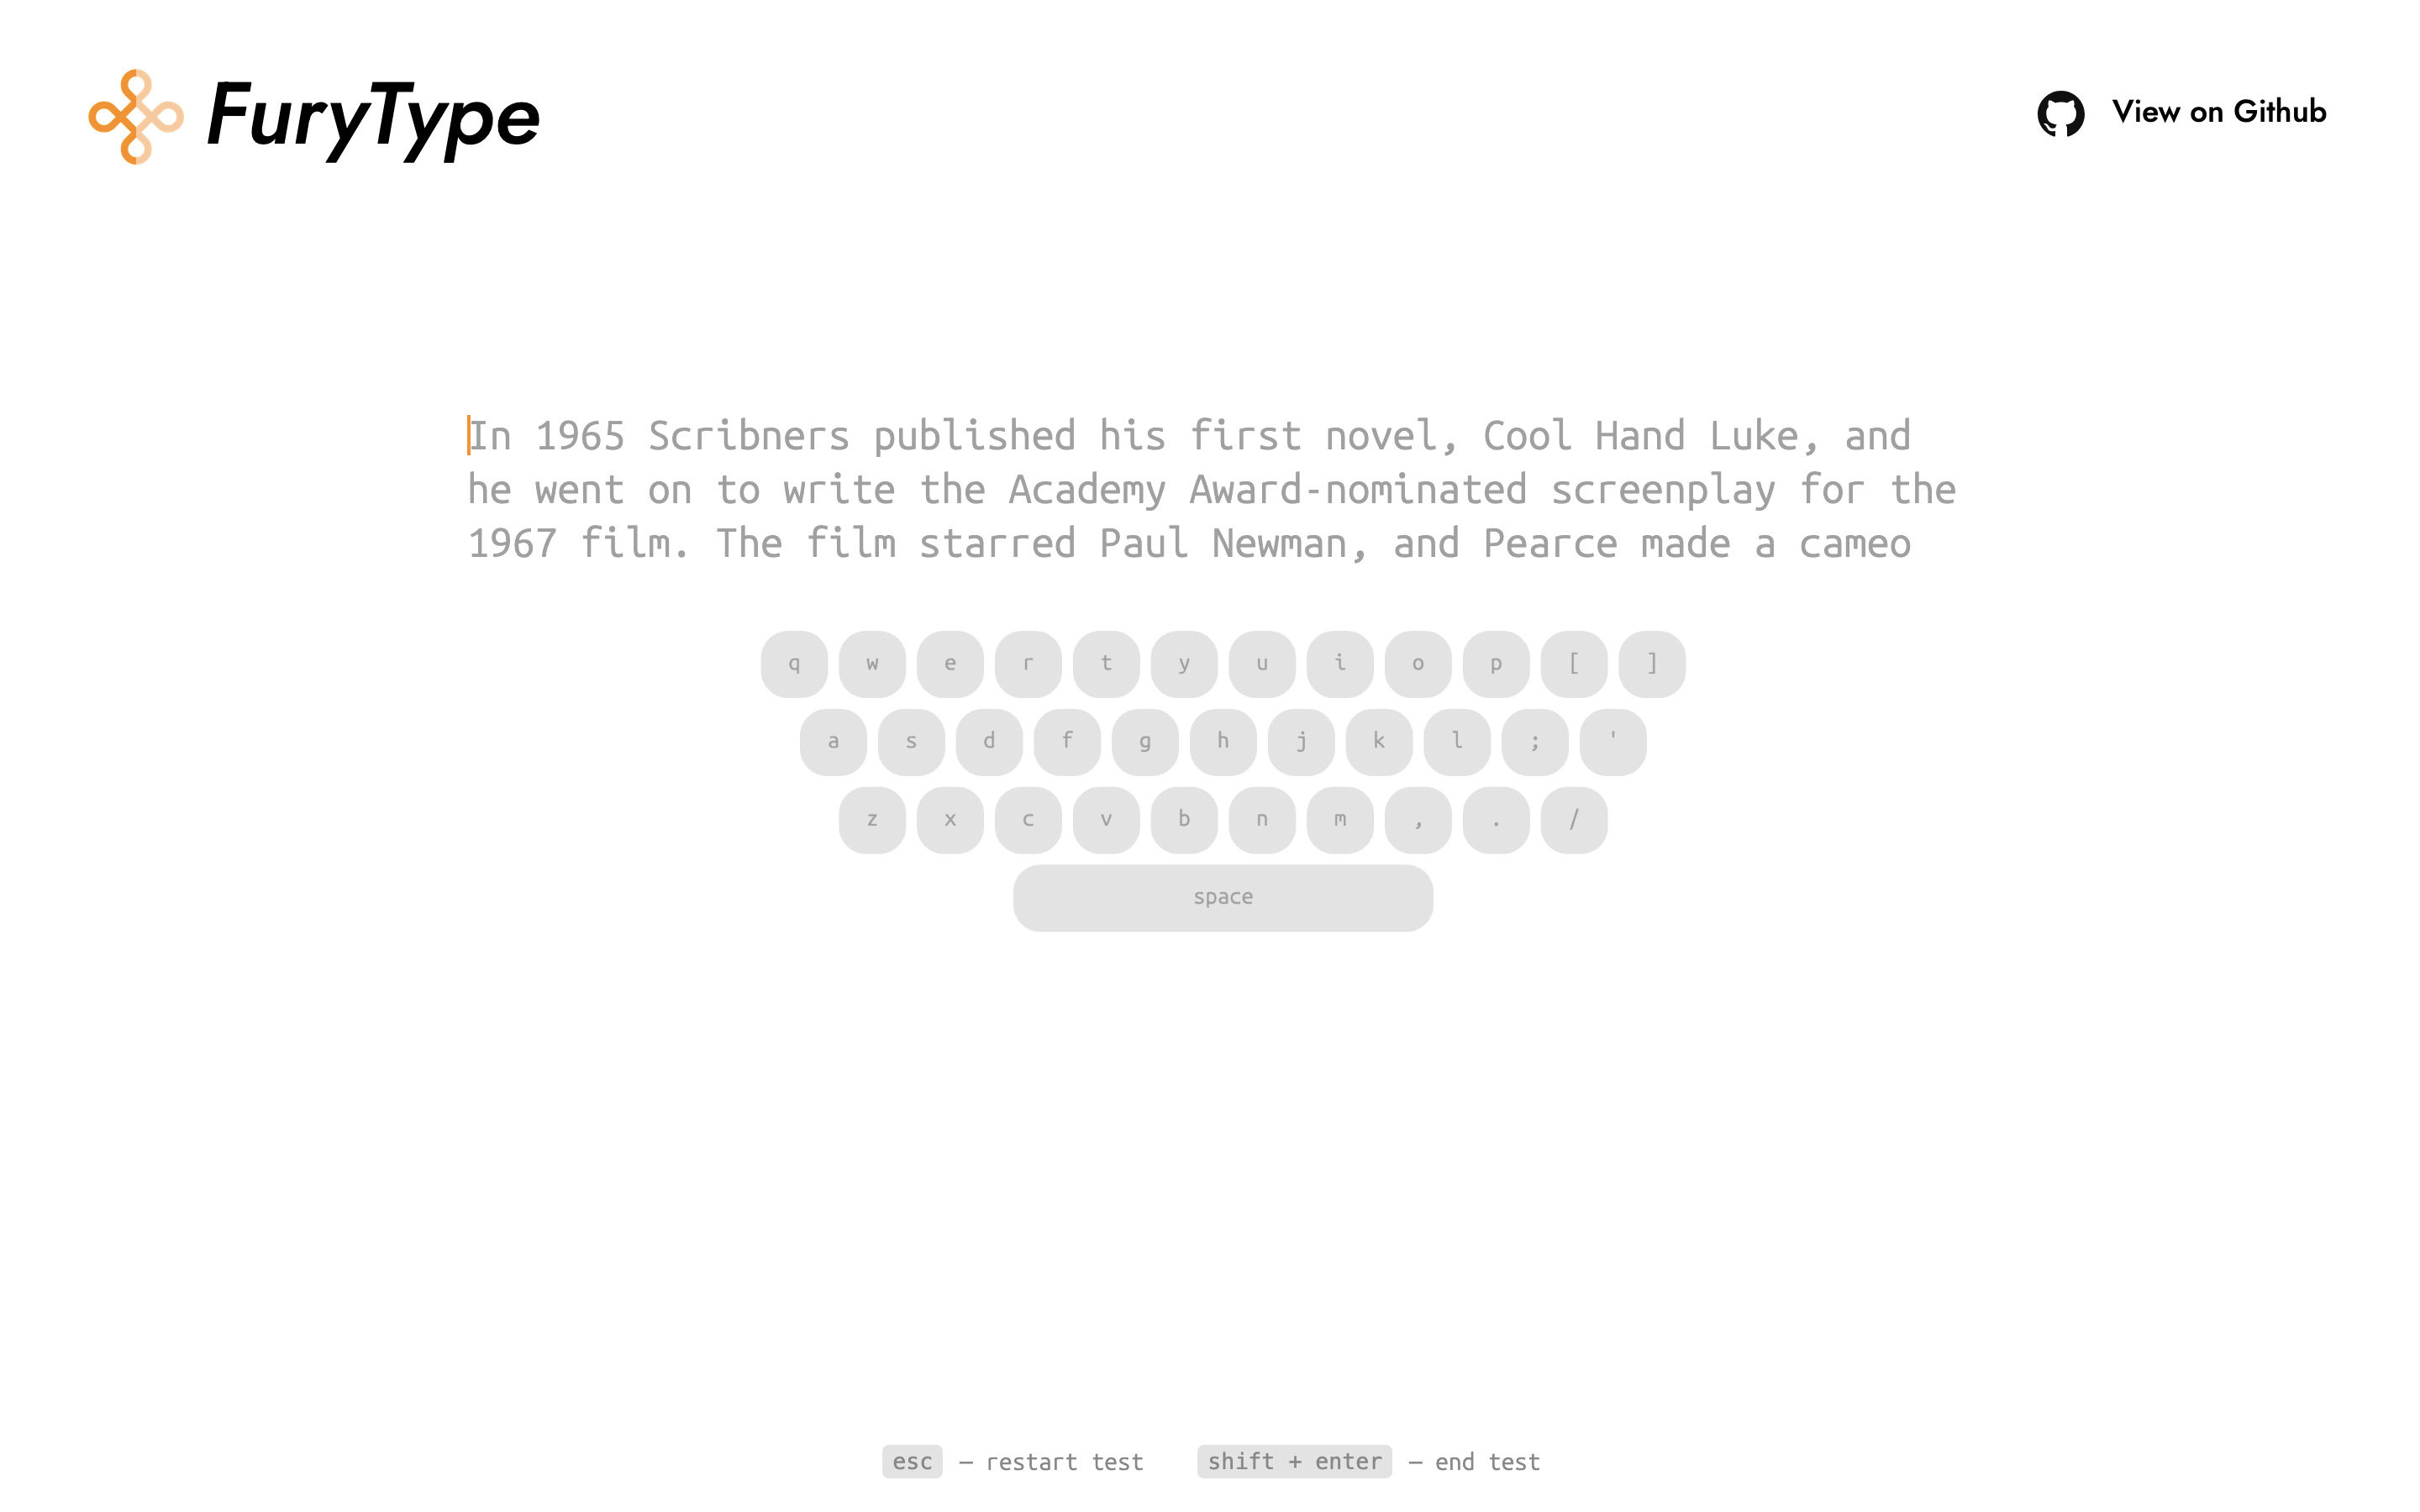 FuryType
View on Github
In 1965 Scribners published his first novel, Cool Hand Luke, and
he went on to write the Academy Award-nominated screenplay for the
1967 film. The film starred Paul Newman, and Pearce made a cameo
q w e r t y u i o p [ ]
a s d f g h j k l ; '
z x c v b n m , . /
space
esc — restart test shift + enter — end test